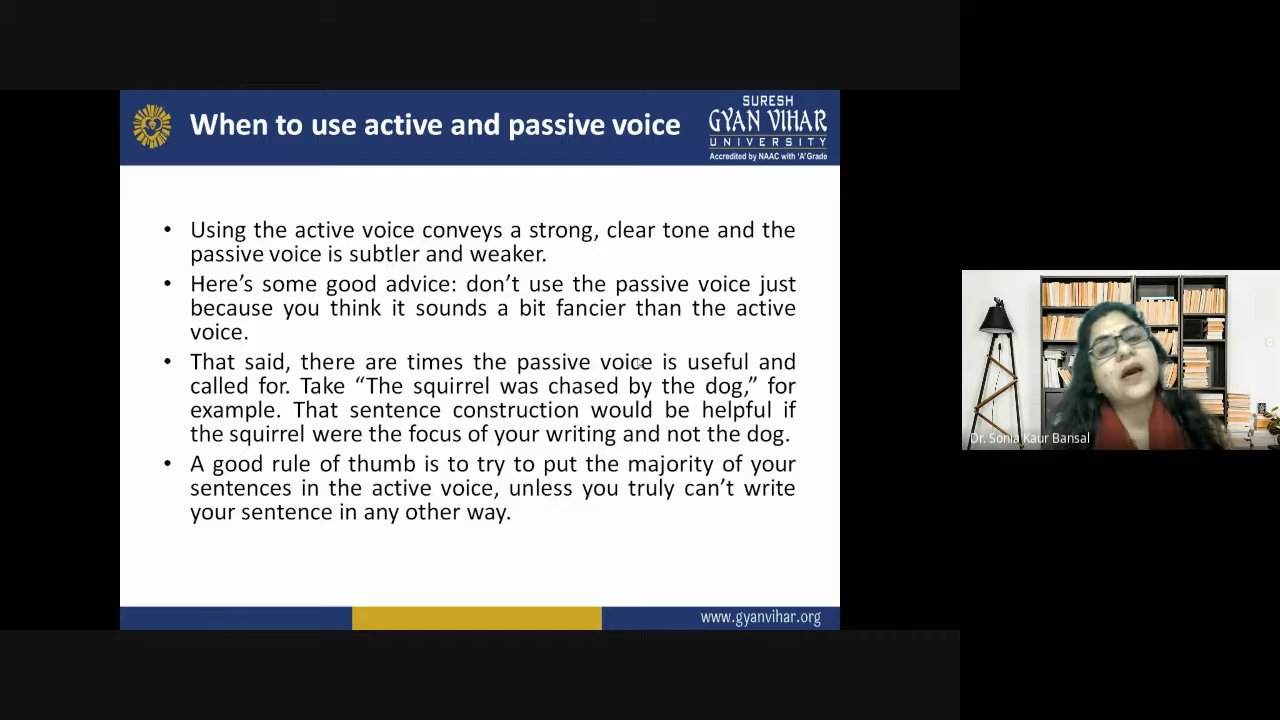 When to use active and passive voice
SURESH
GYAN VIHAR
UNIVERSITY
Accredited by NAAC with 'A'Grade
• Using the active voice conveys a strong, clear tone and the
passive voice is subtler and weaker.
• Here’s some good advice: don’t use the passive voice just
because you think it sounds a bit fancier than the active
voice.
• That said, there are times the passive voice is useful and
called for. Take “The squirrel was chased by the dog,” for
example. That sentence construction would be helpful if
the squirrel were the focus of your writing and not the dog.
• A good rule of thumb is to try to put the majority of your
sentences in the active voice, unless you truly can’t write
your sentence in any other way.
www.gyanvihar.org
Dr. Sonia Kaur Bansal